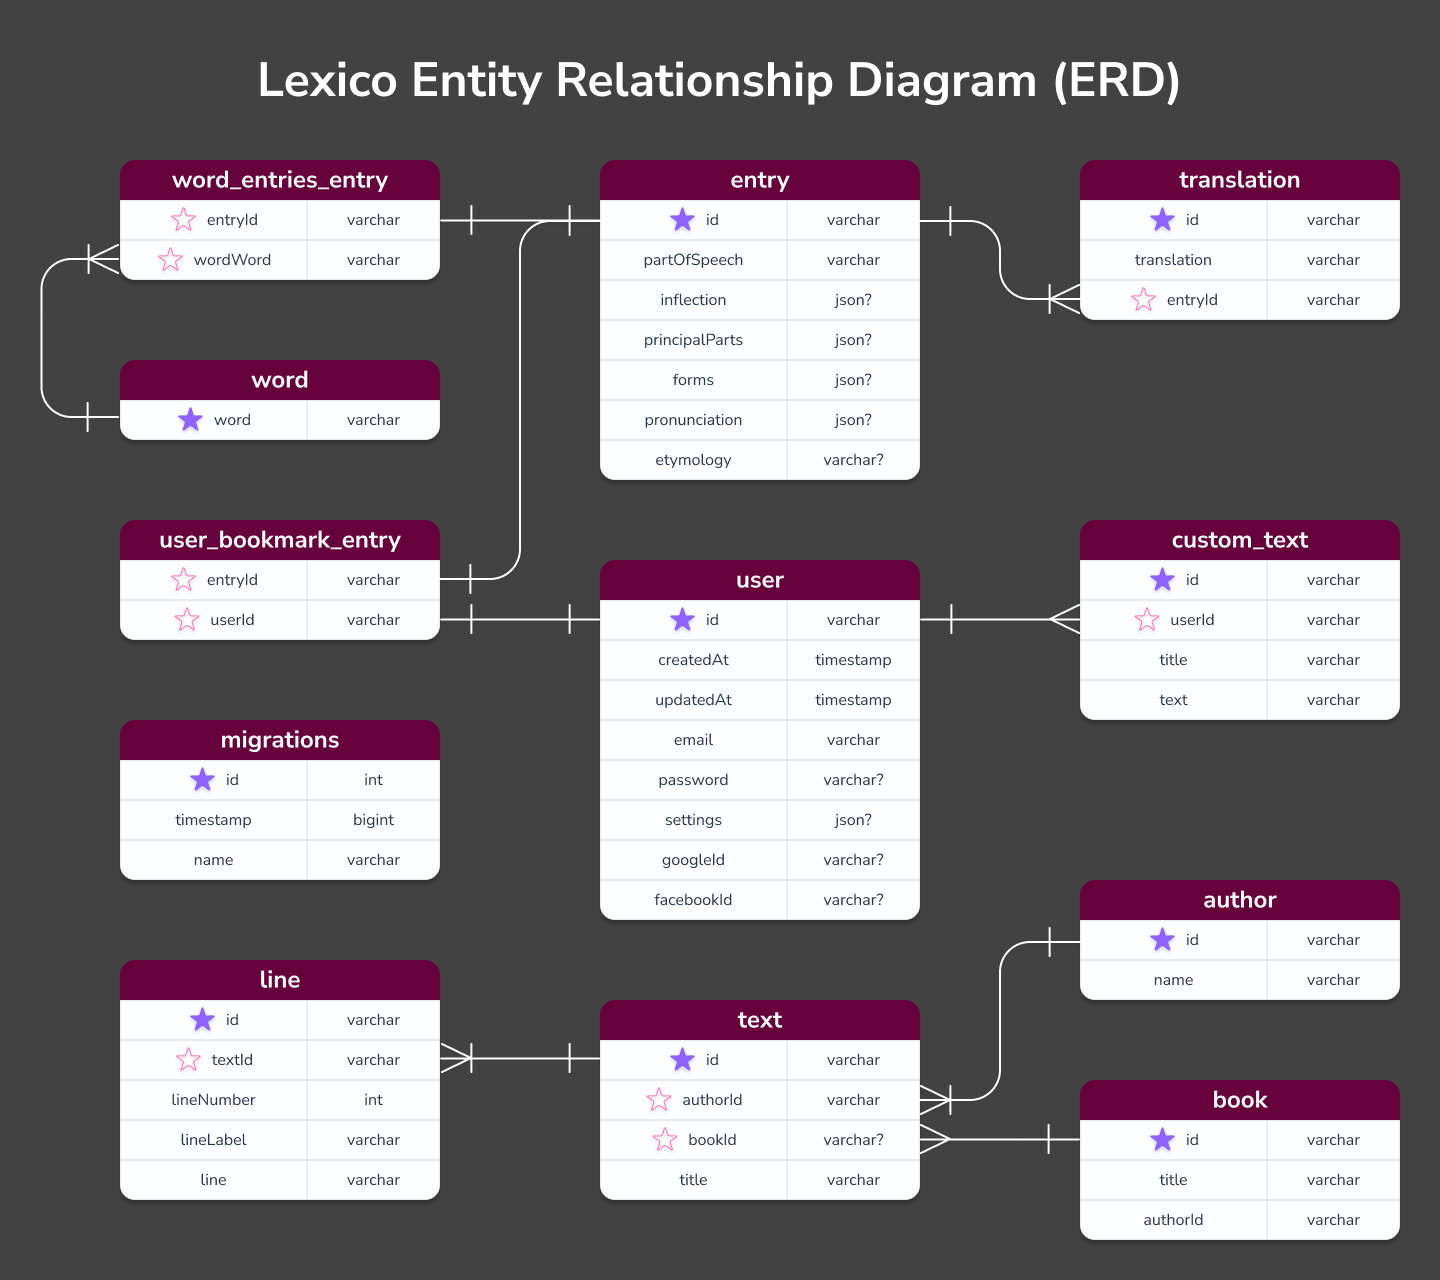 Lexico Entity Relationship Diagram (ERD)
word_entries_entry
entryId varchar
wordWord varchar
word
word varchar
user_bookmark_entry
entryId varchar
userId varchar
migrations
id int
timestamp bigint
name varchar
line
id varchar
textId varchar
lineNumber int
lineLabel varchar
line varchar
entry
id varchar
partOfSpeech varchar
inflection json?
principalParts json?
forms json?
pronunciation json?
etymology varchar?
user
id varchar
createdAt timestamp
updatedAt timestamp
email varchar
password varchar?
settings json?
googleId varchar?
facebookId varchar?
text
id varchar
authorId varchar
bookId varchar?
title varchar
translation
id varchar
translation varchar
entryId varchar
custom_text
id varchar
userId varchar
title varchar
text varchar
author
id varchar
name varchar
book
id varchar
title varchar
authorId varchar